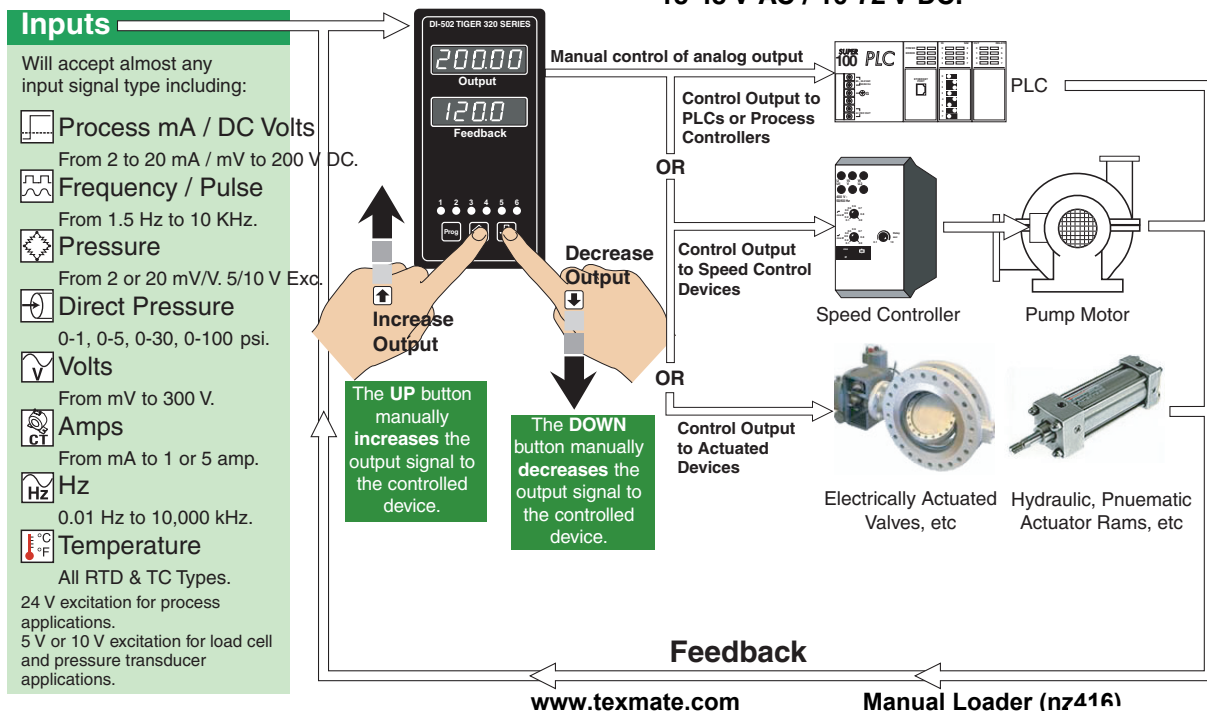 Inputs
Will accept almost any
input signal type including:
Process mA / DC Volts
From 2 to 20 mA / mV to 200 V DC.
Frequency / Pulse
From 1.5 Hz to 10 KHz.
Pressure
From 2 or 20 mV/V. 5/10 V Exc.
Direct Pressure
0-1, 0-5, 0-30, 0-100 psi.
V
Volts
From mV to 300 V.
CT
Amps
From mA to 1 or 5 amp.
Hz
Hz
0.01 Hz to 10,000 kHz.
°C
°F
Temperature
All RTD & TC Types.
24 V excitation for process
applications.
5 V or 10 V excitation for load cell
and pressure transducer
applications.
DI-502 TIGER 320 SERIES
200.00
Output
120.0
Feedback
1 2 3 4 5 6
Prog
Increase
Output
Decrease
Output
The UP button
manually
increases the
output signal to
the controlled
device.
The DOWN
button manually
decreases the
output signal to
the controlled
device.
Manual control of analog output
Control Output to
PLCs or Process
Controllers
OR
Control Output
to Speed Control
Devices
OR
Control Output
to Actuated
Devices
SUPER
100 PLC
PLC
Speed Controller
Pump Motor
Electrically Actuated
Valves, etc
Hydraulic, Pnuematic
Actuator Rams, etc
Feedback
www.texmate.com
Manual Loader (nz416)